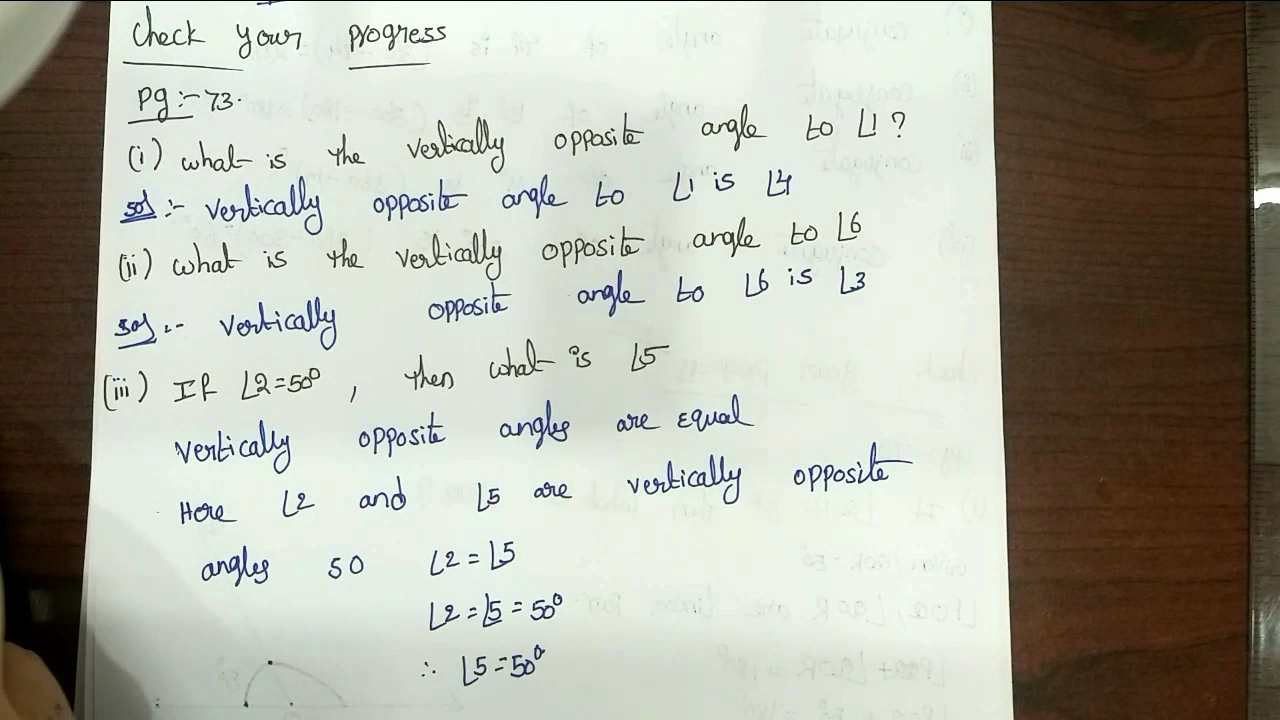 Check your progress
Pg:- 73.
(i) what is the vertically opposite angle to ∠1?
sol :- vertically opposite angle to ∠1 is ∠4
(ii) what is the vertically opposite angle to ∠6
sol :- vertically opposite angle to ∠6 is ∠3
(iii) If ∠2=50°, then what is ∠5
vertically opposite angles are equal
Here ∠2 and ∠5 are vertically opposite
angles so ∠2 = ∠5
∠2 = ∠5 = 50°
∴ ∠5 = 50°